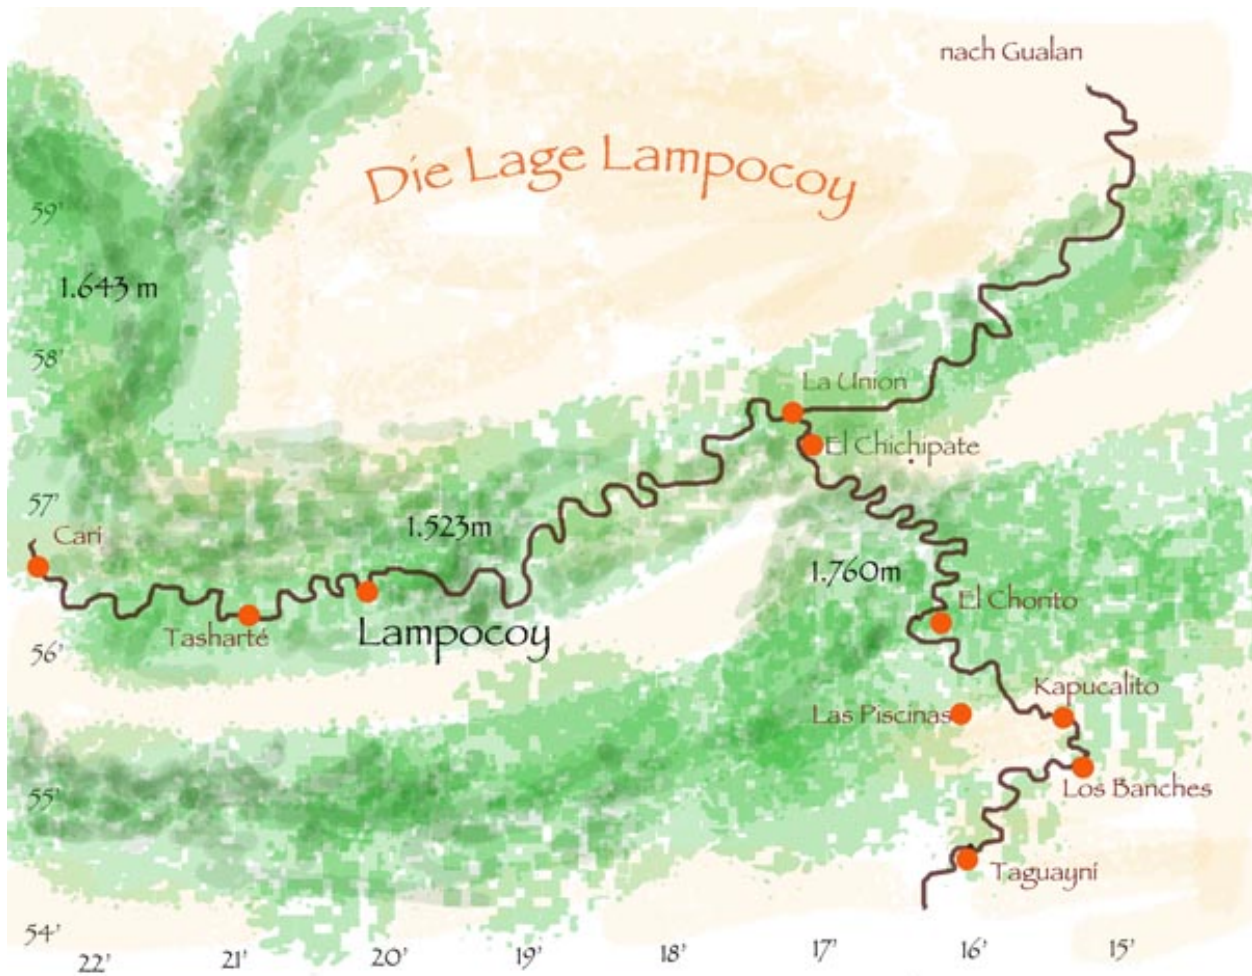 nach Gualan
Die Lage Lampocoy
59'
1.643 m
58'
La Union
El Chichipate
57'
1.523m
Cari
1.760m
El Chorito
Tasharté
Lampocoy
56'
Kapucalito
Las Piscinas
55'
Los Banches
Taguayni
54'
22'
21'
20'
19'
18'
17'
16'
15'